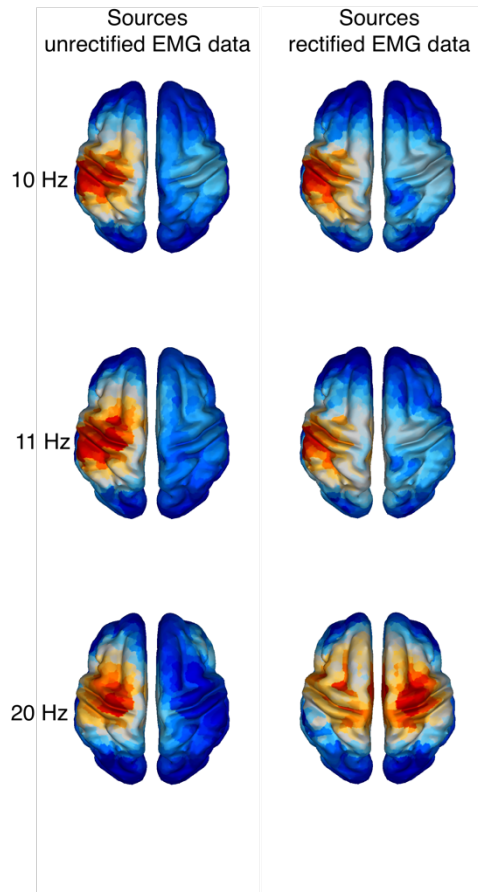 Sources
unrectified EMG data
Sources
rectified EMG data
10 Hz
11 Hz
20 Hz